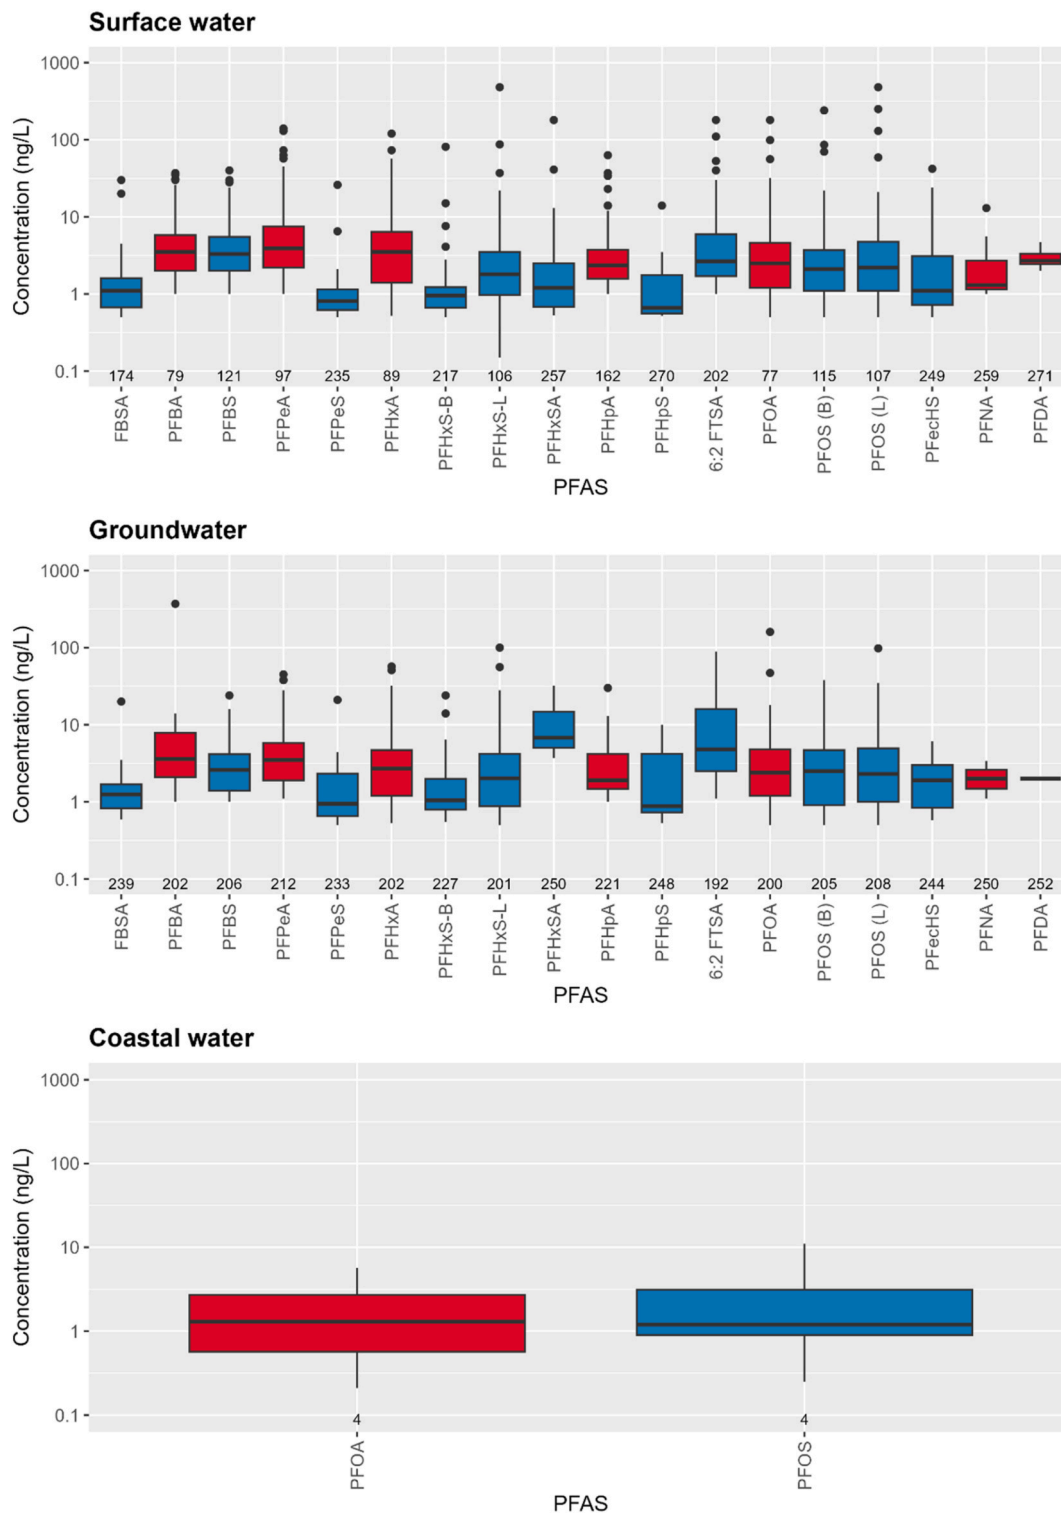 Surface water
Concentration (ng/L)
1000
100
10
1
0.1
174 79 121 97 235 89 217 106 257 162 270 202 77 115 107 249 259 271
FBSA PFBA PFBS PFPeA PFPeS PFHxA PFHxS-B PFHxS-L PFHxSA PFHpA PFHpS 6:2 FTSA PFOA PFOS (B) PFOS (L) PFecHS PFNA PFDA
PFAS
Groundwater
Concentration (ng/L)
1000
100
10
1
0.1
239 202 206 212 233 202 227 201 250 221 248 192 200 205 208 244 250 252
FBSA PFBA PFBS PFPeA PFPeS PFHxA PFHxS-B PFHxS-L PFHxSA PFHpA PFHpS 6:2 FTSA PFOA PFOS (B) PFOS (L) PFecHS PFNA PFDA
PFAS
Coastal water
Concentration (ng/L)
1000
100
10
1
0.1
4 4
PFOA PFOS
PFAS